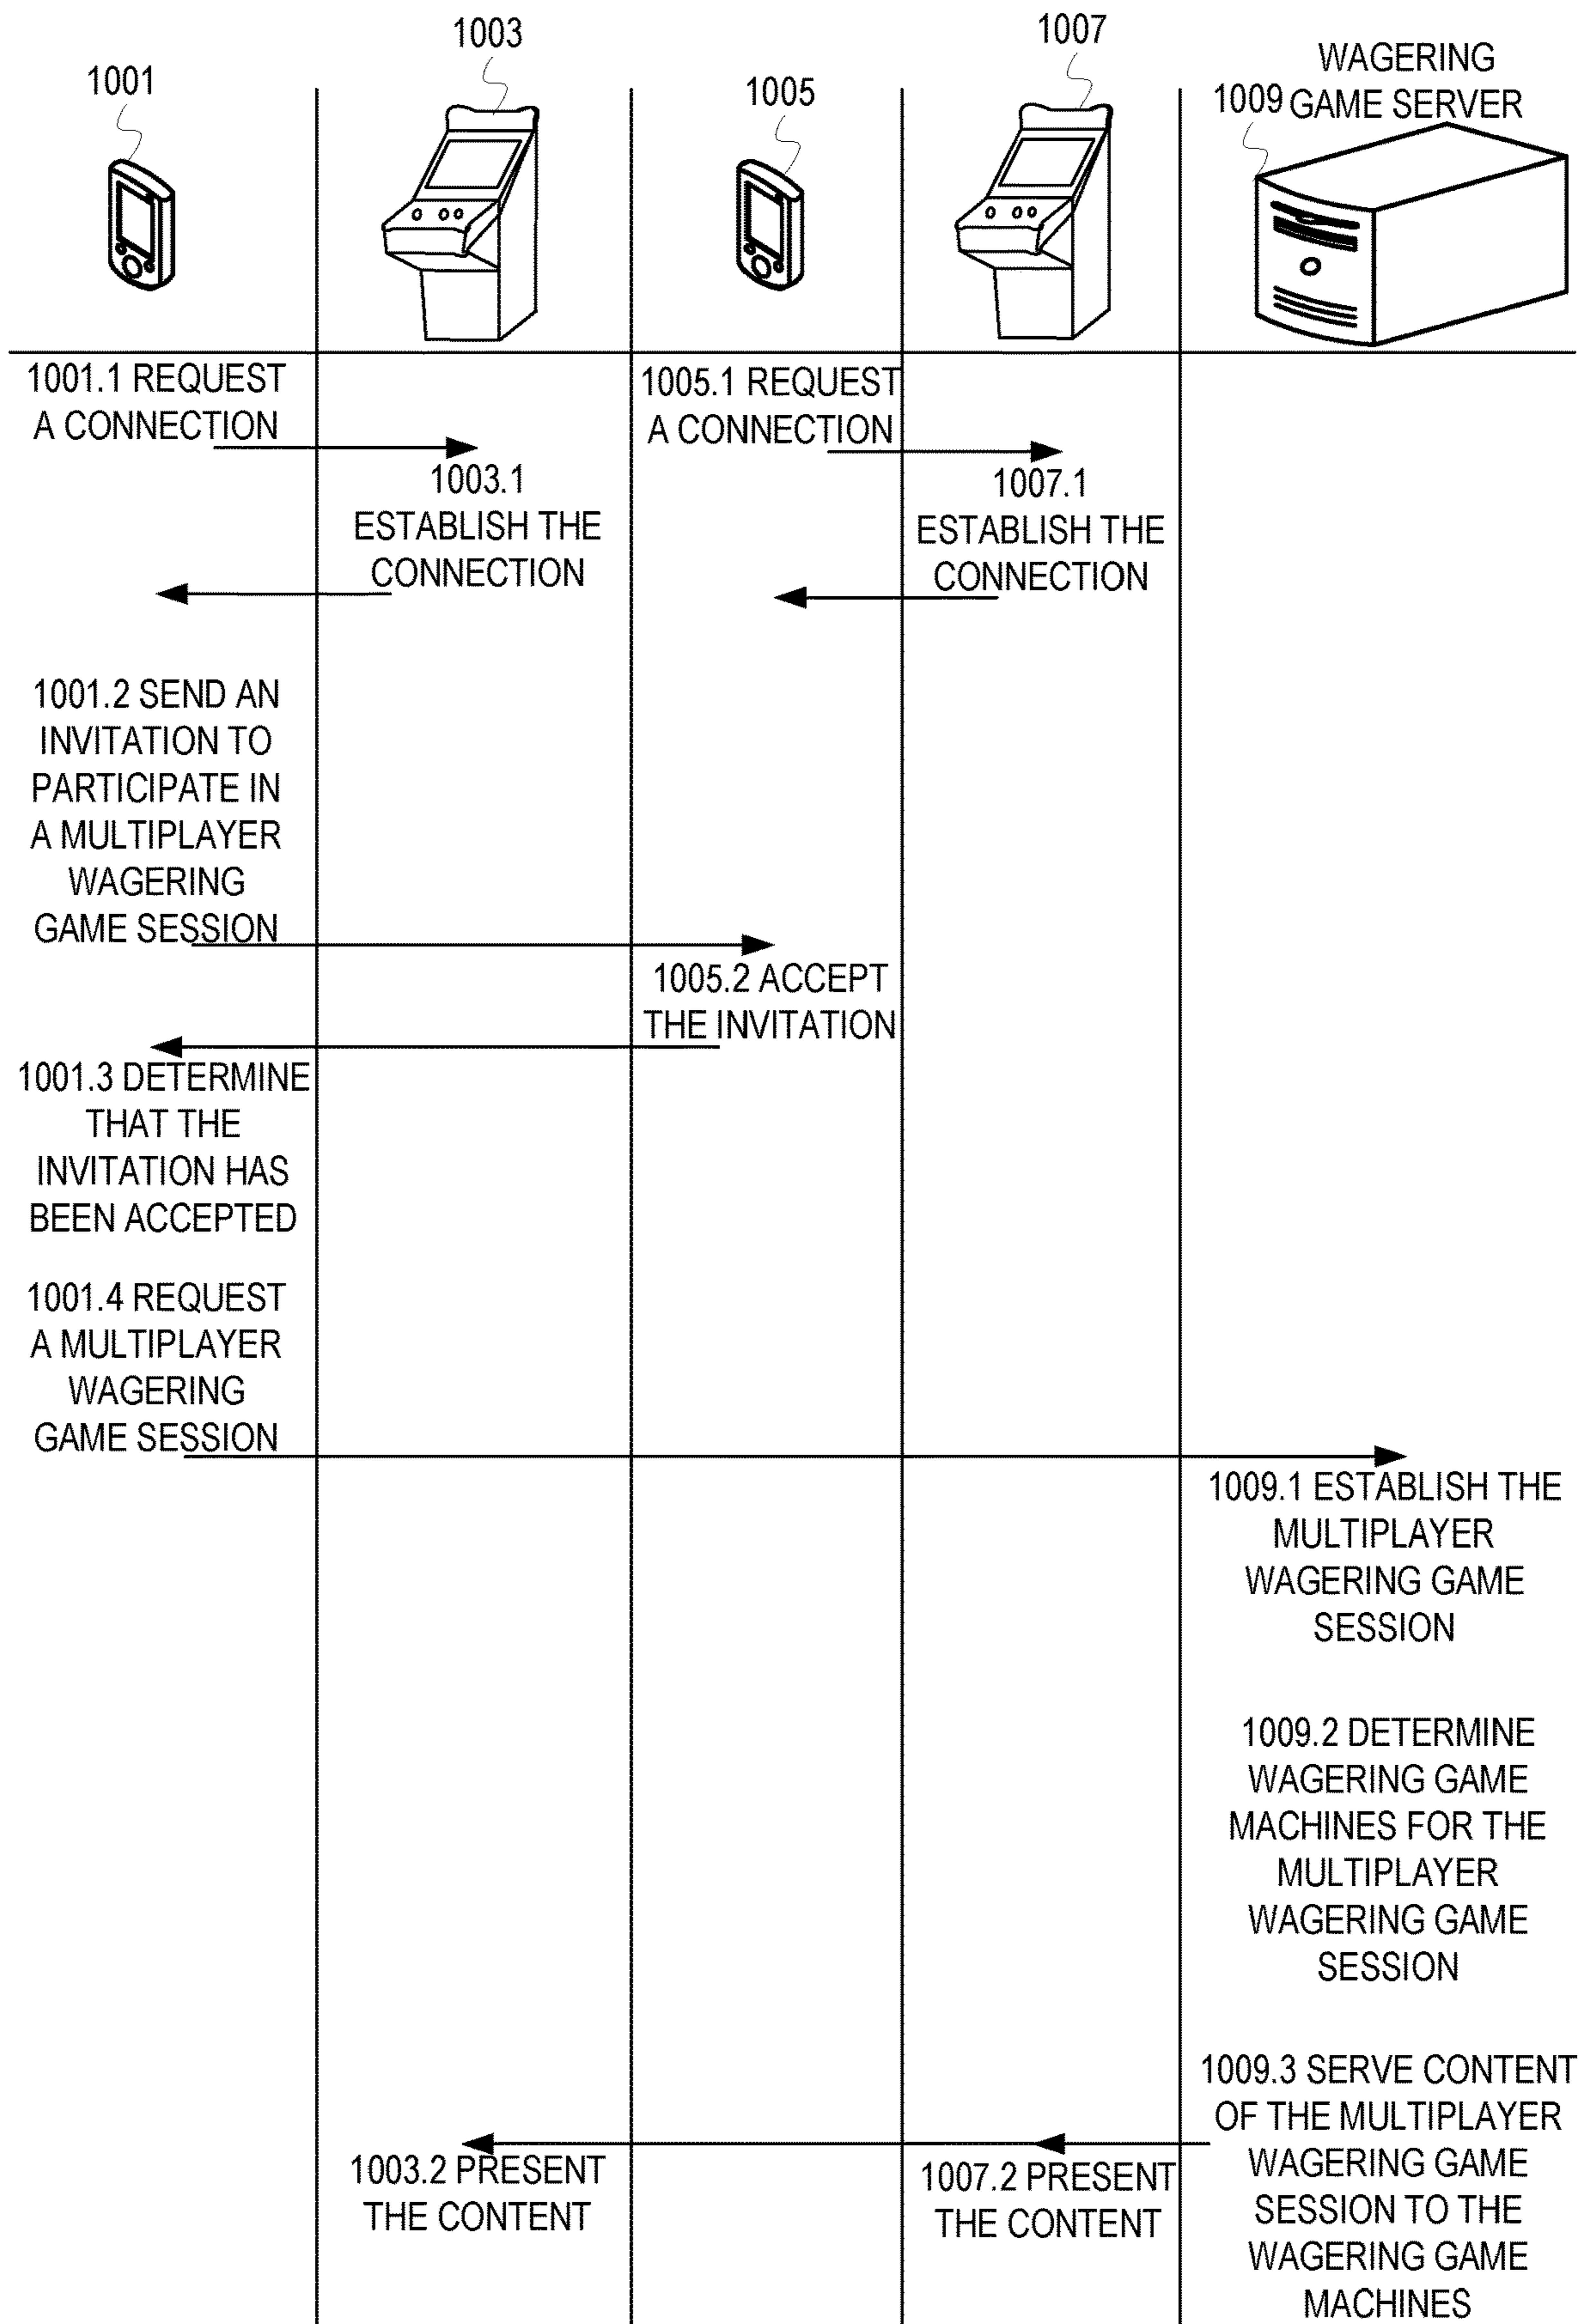 1001
1003
1005
1007
WAGERING
1009 GAME SERVER
1001.1 REQUEST
A CONNECTION
1005.1 REQUEST
A CONNECTION
1003.1
ESTABLISH THE
CONNECTION
1007.1
ESTABLISH THE
CONNECTION
1001.2 SEND AN
INVITATION TO
PARTICIPATE IN
A MULTIPLAYER
WAGERING
GAME SESSION
1005.2 ACCEPT
THE INVITATION
1001.3 DETERMINE
THAT THE
INVITATION HAS
BEEN ACCEPTED
1001.4 REQUEST
A MULTIPLAYER
WAGERING
GAME SESSION
1009.1 ESTABLISH THE
MULTIPLAYER
WAGERING GAME
SESSION
1009.2 DETERMINE
WAGERING GAME
MACHINES FOR THE
MULTIPLAYER
WAGERING GAME
SESSION
1009.3 SERVE CONTENT
OF THE MULTIPLAYER
WAGERING GAME
SESSION TO THE
WAGERING GAME
MACHINES
1003.2 PRESENT
THE CONTENT
1007.2 PRESENT
THE CONTENT